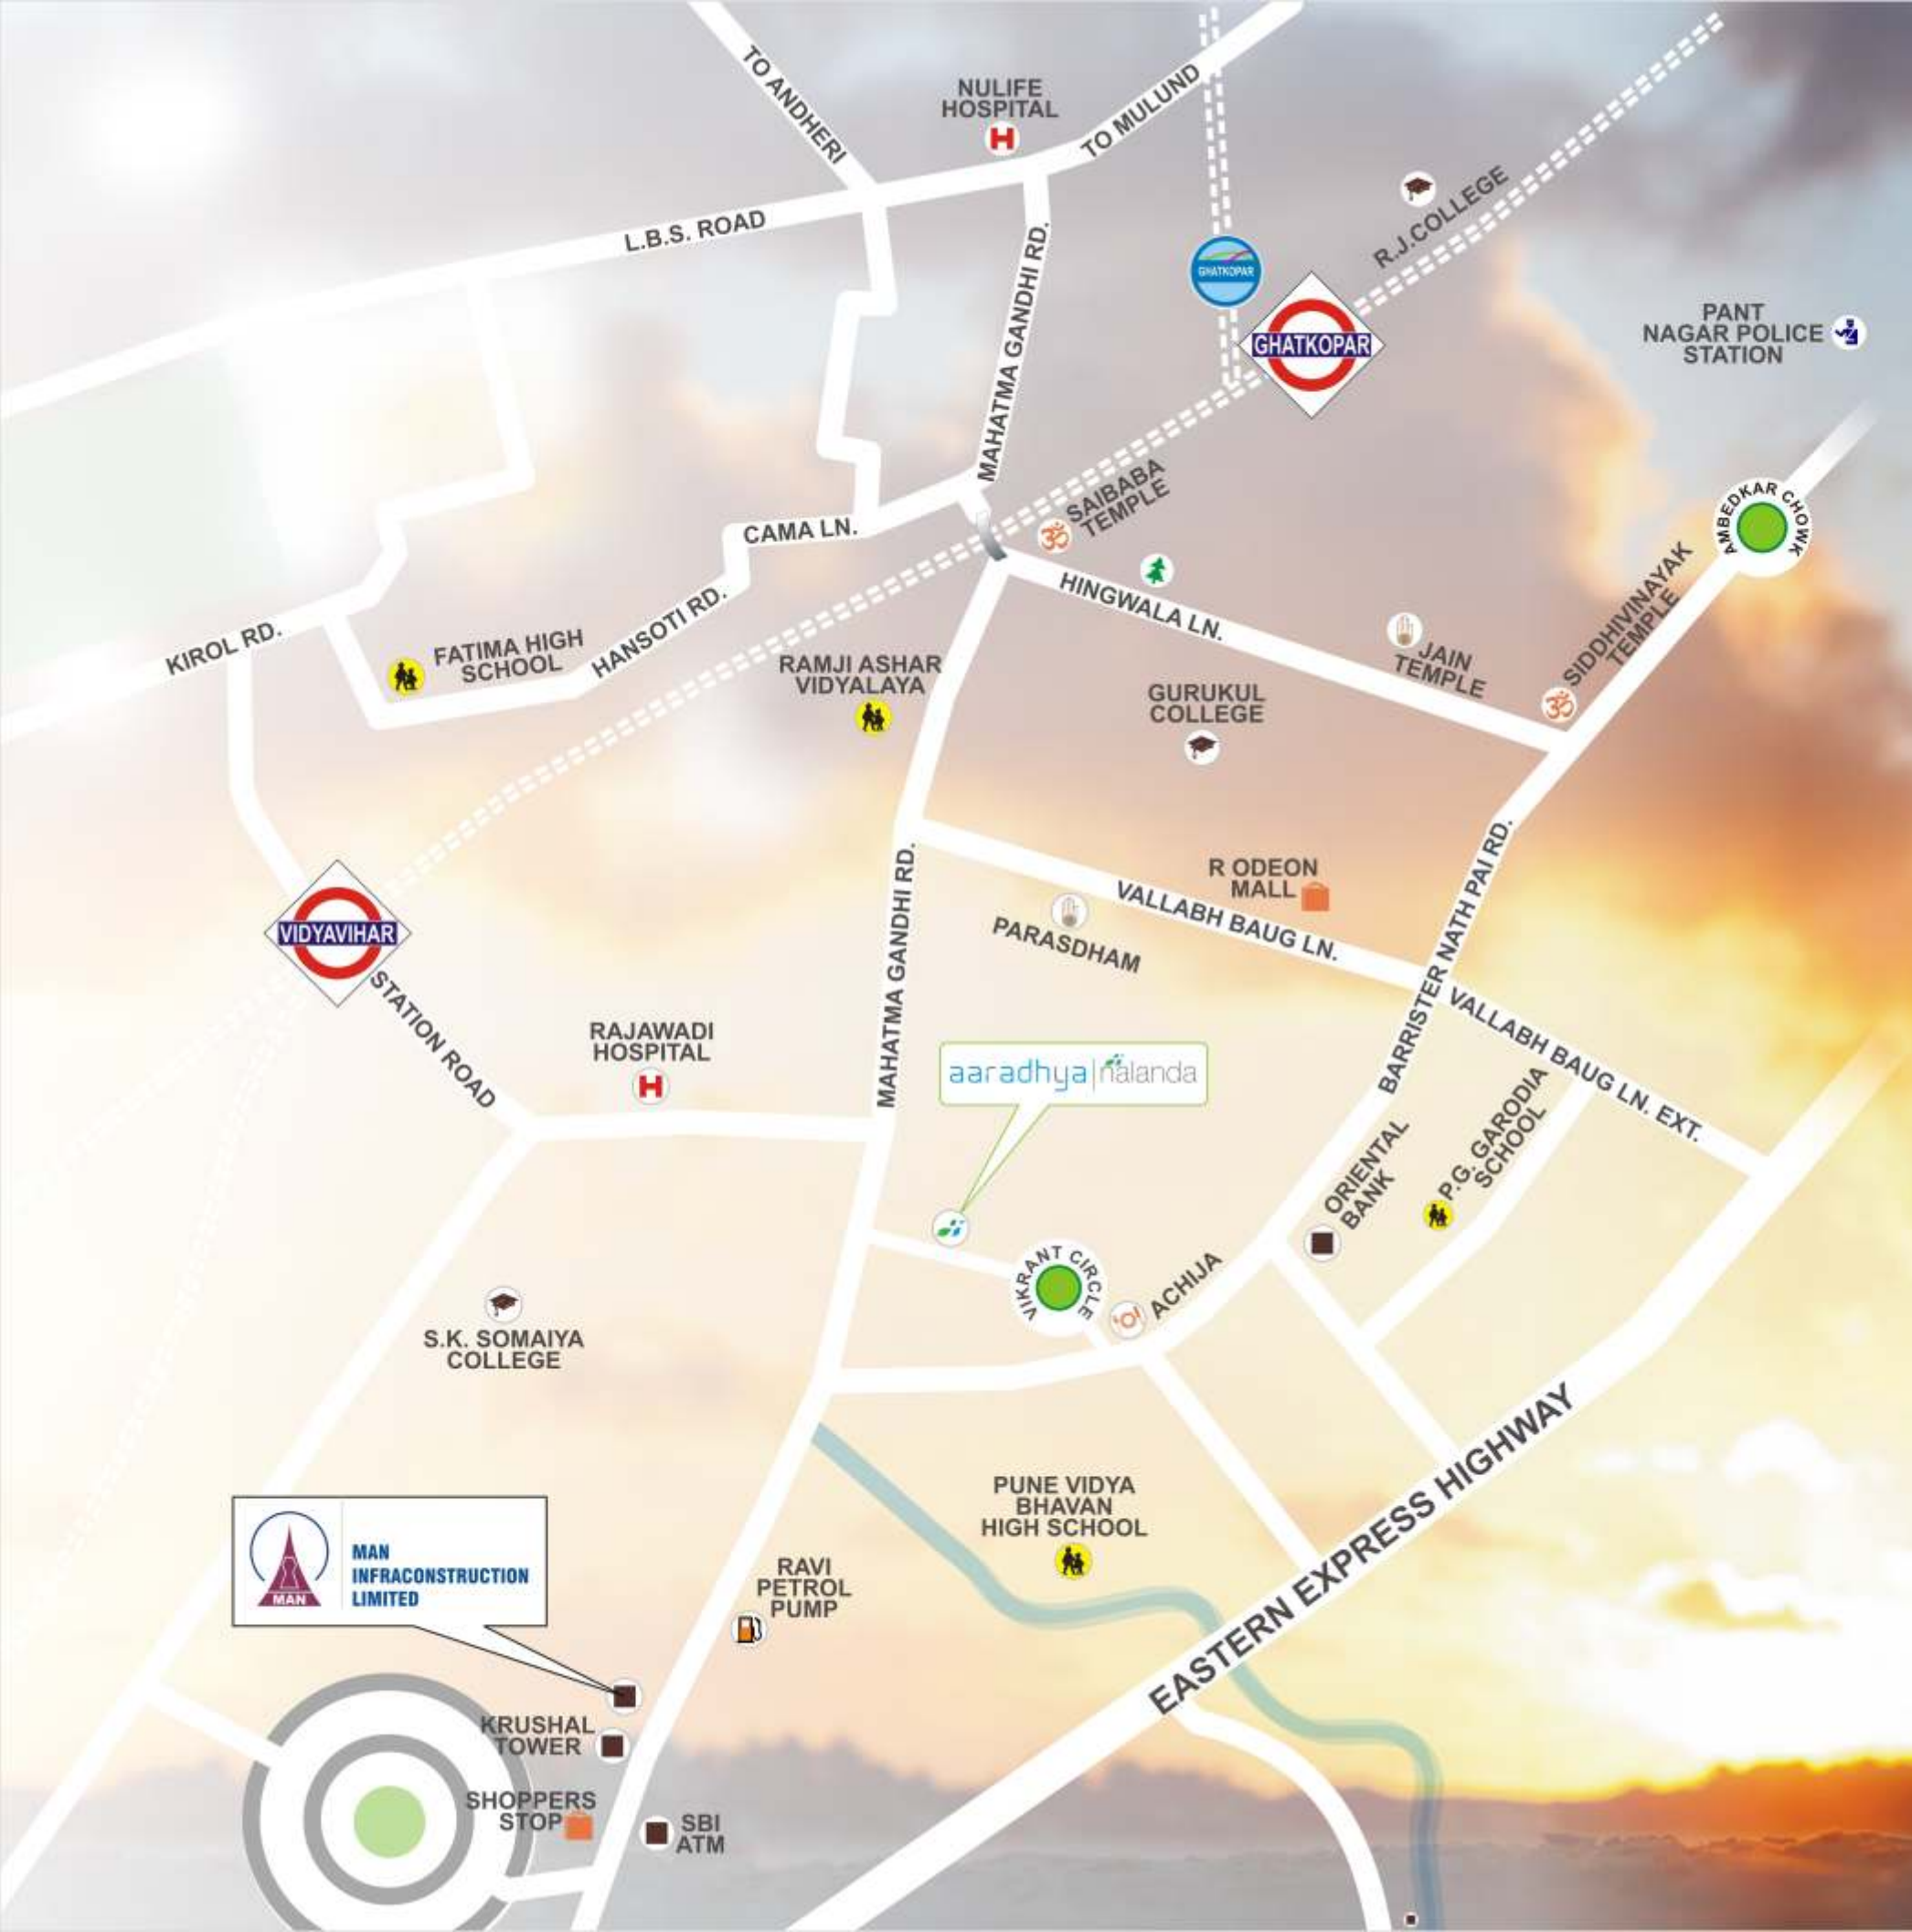 TO ANDHERI
NULIFE
HOSPITAL
H
TO MULUND
L.B.S. ROAD
MAHATMA GANDHI RD.
GHATKOPAR
GHATKOPAR
R.J.COLLEGE
PANT
NAGAR POLICE
STATION
AMBEDKAR CHOWK
SAIBABA
TEMPLE
ॐ
CAMA LN.
HINGWALA LN.
KIROL RD.
FATIMA HIGH
SCHOOL
HANSOTI RD.
RAMJI ASHAR
VIDYALAYA
GURUKUL
COLLEGE
JAIN
TEMPLE
SIDDHIVINAYAK
TEMPLE
ॐ
VIDYAVIHAR
STATION ROAD
MAHATMA GANDHI RD.
R ODEON
MALL
PARASDHAM
VALLABH BAUG LN.
BARRISTER NATH PAI RD.
VALLABH BAUG LN. EXT.
RAJAWADI
HOSPITAL
H
aaradhya|nalanda
ORIENTAL
BANK
P.G. GARODIA
SCHOOL
VIKRANT CIRCLE
ACHIJA
S.K. SOMAIYA
COLLEGE
EASTERN EXPRESS HIGHWAY
PUNE VIDYA
BHAVAN
HIGH SCHOOL
MAN
MAN
INFRACONSTRUCTION
LIMITED
RAVI
PETROL
PUMP
KRUSHAL
TOWER
SHOPPERS
STOP
SBI
ATM